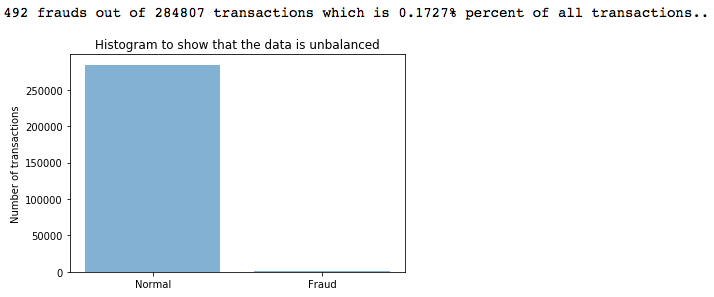 492 frauds out of 284807 transactions which is 0.1727% percent of all transactions..
Histogram to show that the data is unbalanced
250000
200000
150000
100000
50000
0
Number of transactions
Normal
Fraud